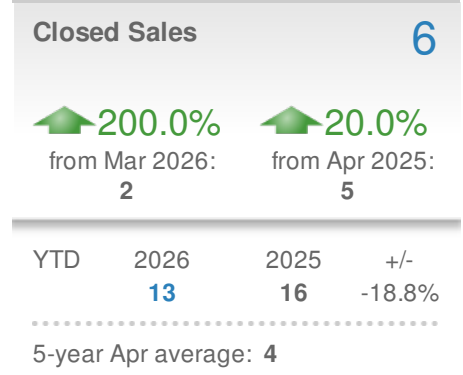 Closed Sales 6
200.0% 20.0%
from Mar 2026: from Apr 2025:
2 5
YTD 2026 2025 +/-
13 16 -18.8%
5-year Apr average: 4